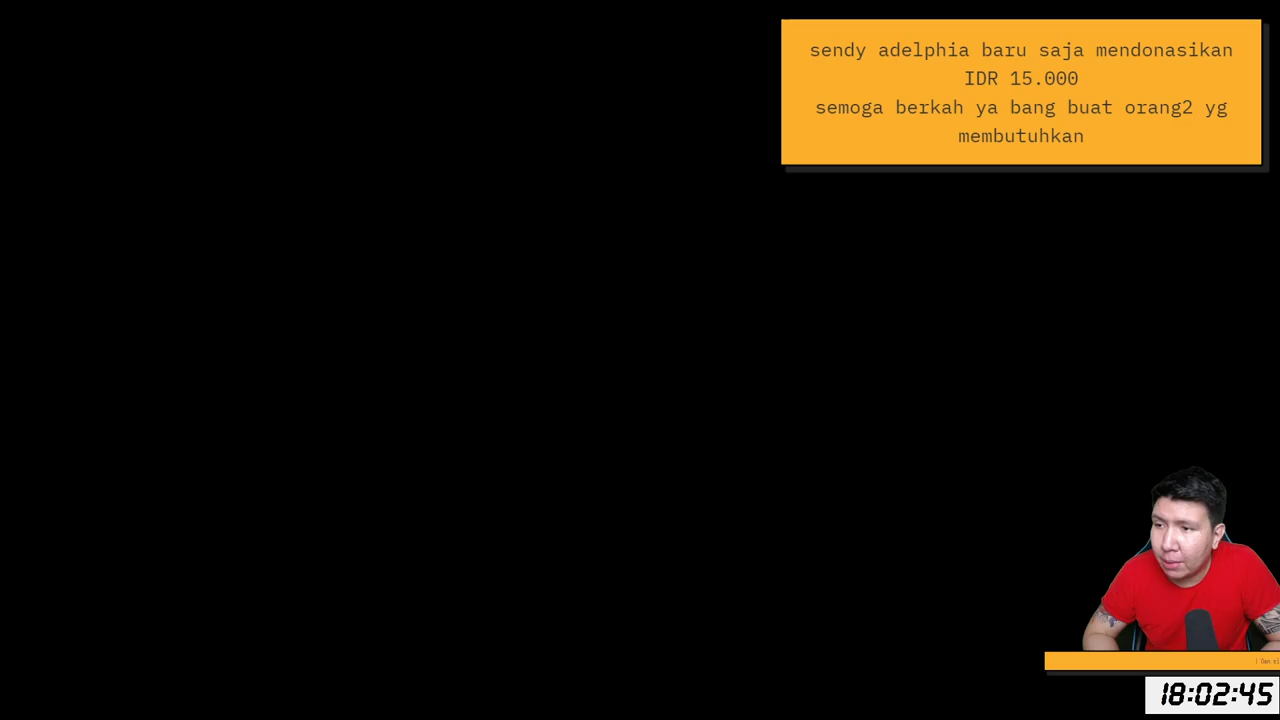 sendy adelphia baru saja mendonasikan
IDR 15.000
semoga berkah ya bang buat orang2 yg
membutuhkan
18:02:45